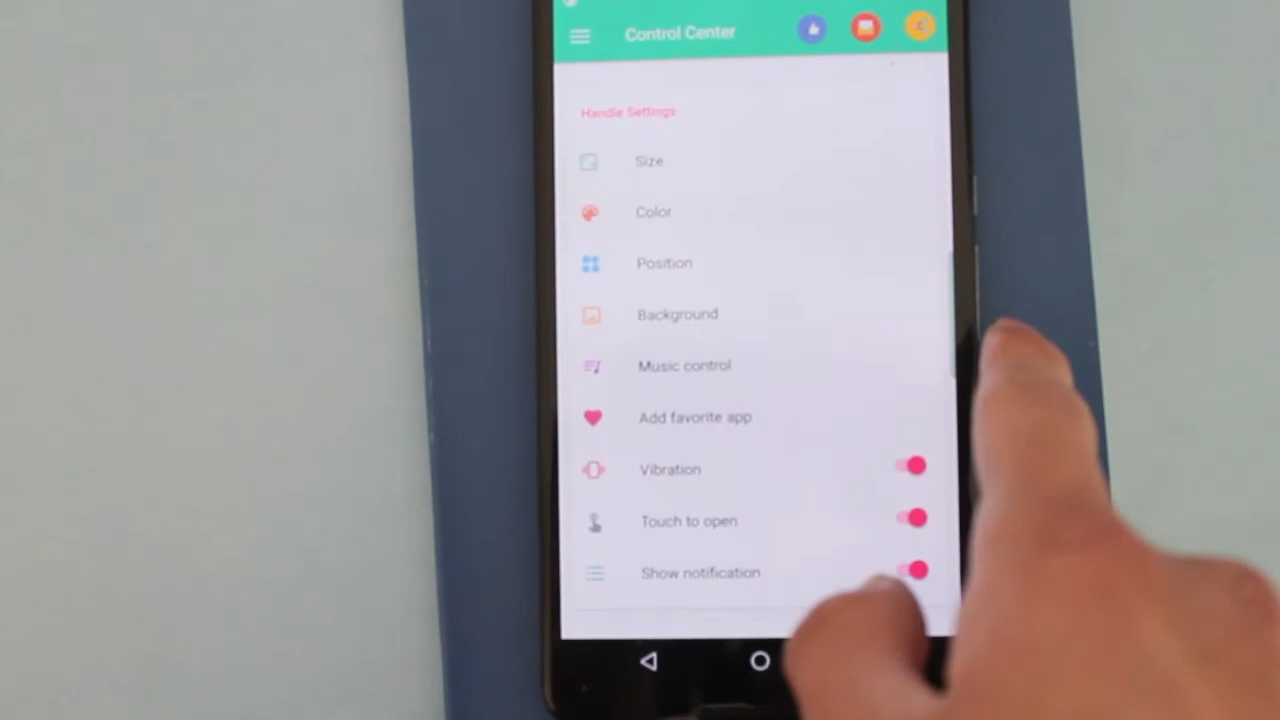 Control Center
Handle Settings
Size
Color
Position
Background
Music control
Add favorite app
Vibration
Touch to open
Show notification